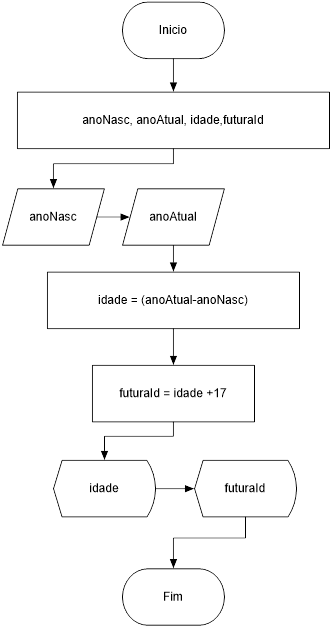 Inicio
anoNasc, anoAtual, idade,futuraId
anoNasc
anoAtual
idade = (anoAtual-anoNasc)
futuraId = idade +17
idade
futuraId
Fim